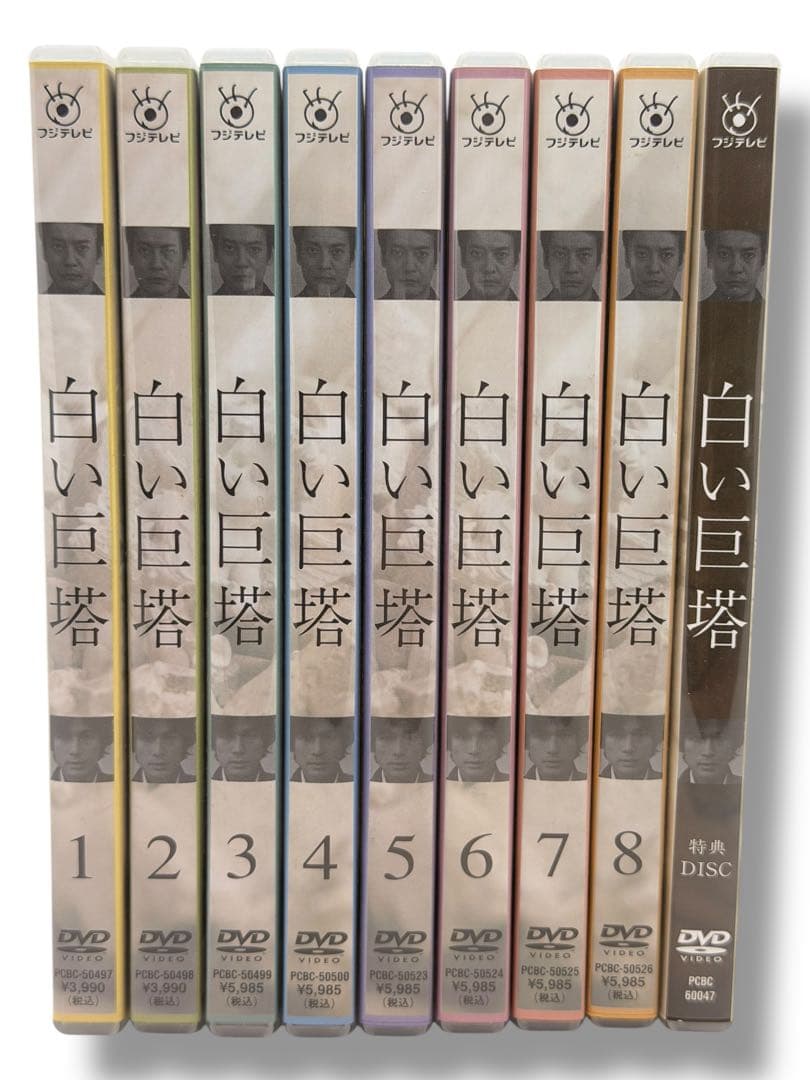 フジテレビ
白い巨塔
1
DVD
VIDEO
PCBC-50497
¥3,990
(税込)
フジテレビ
白い巨塔
2
DVD
VIDEO
PCBC-50498
¥3,990
(税込)
フジテレビ
白い巨塔
3
DVD
VIDEO
PCBC-50499
¥5,985
(税込)
フジテレビ
白い巨塔
4
DVD
VIDEO
PCBC-50500
¥5,985
(税込)
フジテレビ
白い巨塔
5
DVD
VIDEO
PCBC-50523
¥5,985
(税込)
フジテレビ
白い巨塔
6
DVD
VIDEO
PCBC-50524
¥5,985
(税込)
フジテレビ
白い巨塔
7
DVD
VIDEO
PCBC-50525
¥5,985
(税込)
フジテレビ
白い巨塔
8
DVD
VIDEO
PCBC-50526
¥5,985
(税込)
フジテレビ
白い巨塔
特典
DISC
DVD
VIDEO
PCBC
60047